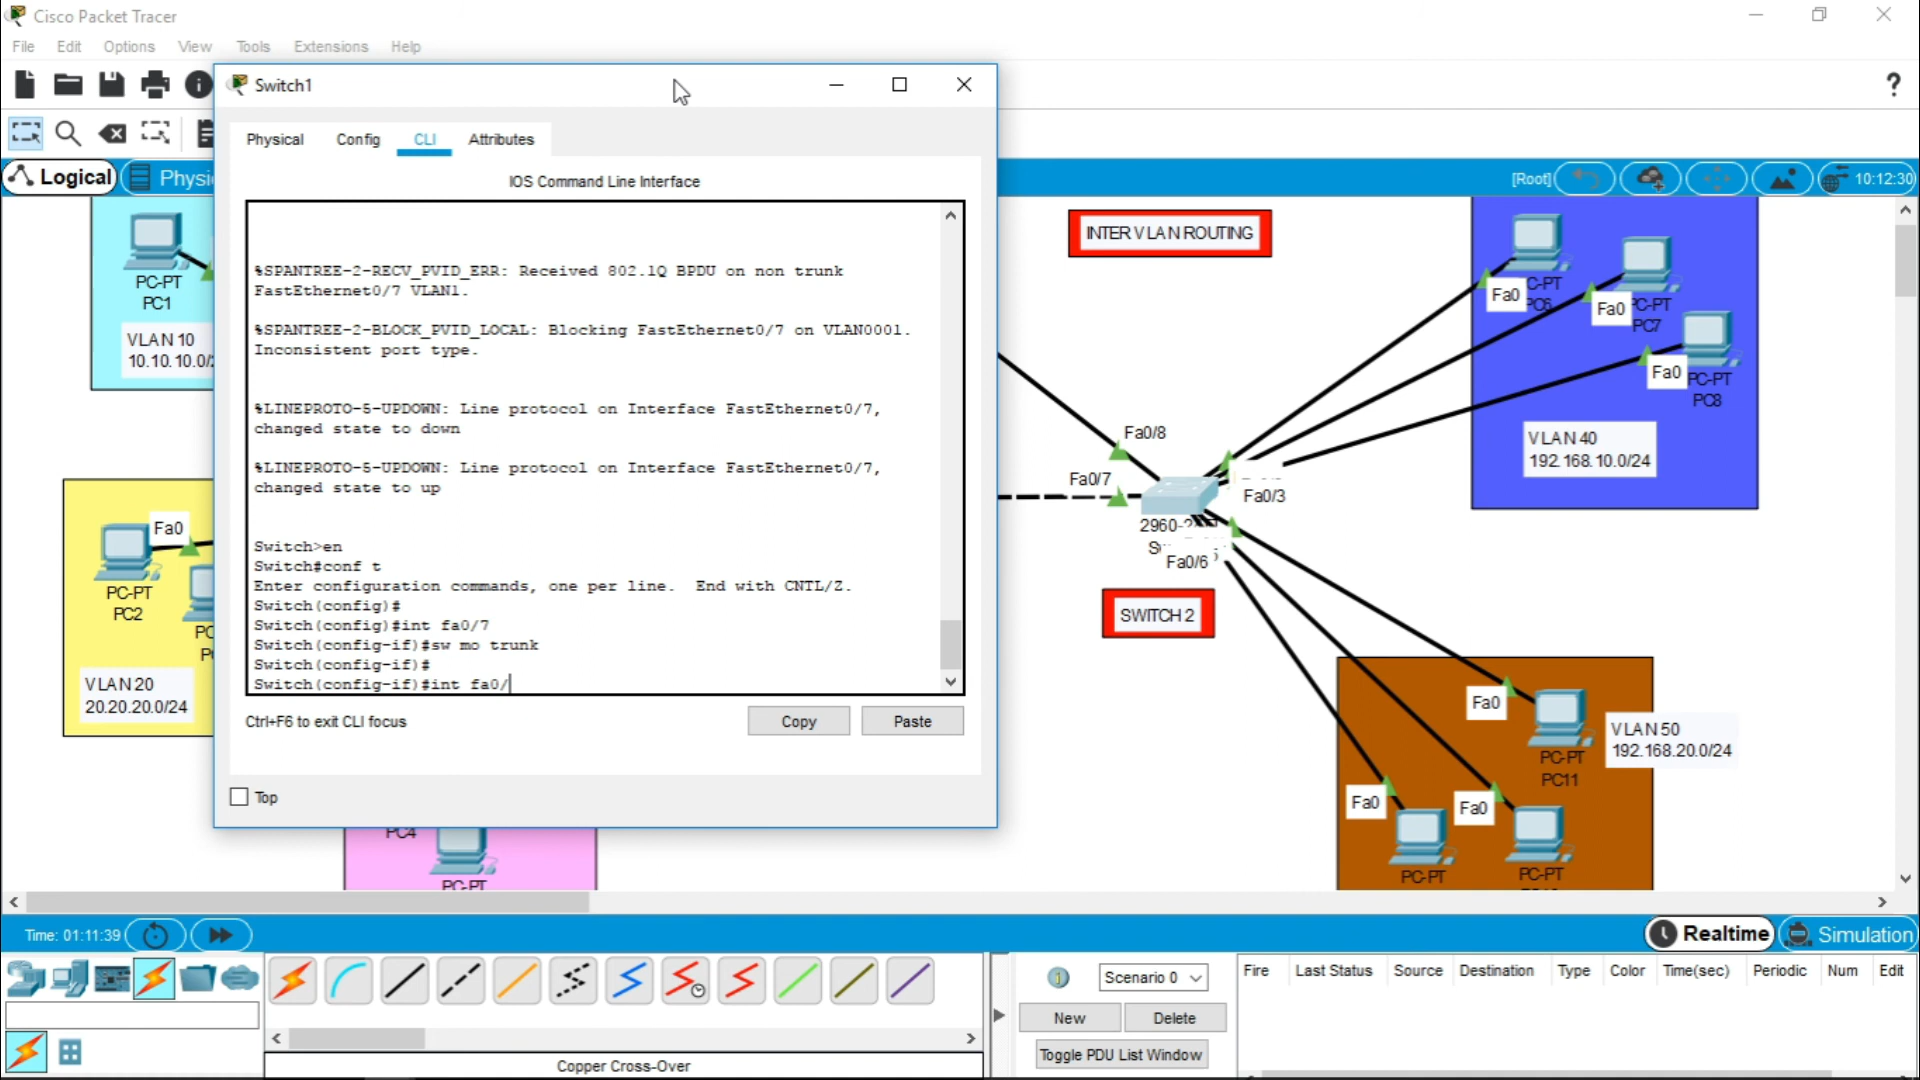 Cisco Packet Tracer
File Edit Options View Tools Extensions Help
Switch1
Physical Config CLI Attributes
IOS Command Line Interface
%SPANTREE-2-RECV_PVID_ERR: Received 802.1Q BPDU on non trunk
FastEthernet0/7 VLAN1.
%SPANTREE-2-BLOCK_PVID_LOCAL: Blocking FastEthernet0/7 on VLAN0001.
Inconsistent port type.
%LINEPROTO-5-UPDOWN: Line protocol on Interface FastEthernet0/7,
changed state to down
%LINEPROTO-5-UPDOWN: Line protocol on Interface FastEthernet0/7,
changed state to up
Switch>en
Switch#conf t
Enter configuration commands, one per line. End with CNTL/Z.
Switch(config)#
Switch(config)#int fa0/7
Switch(config-if)#sw mo trunk
Switch(config-if)#
Switch(config-if)#int fa0/
Ctrl+F6 to exit CLI focus
Copy
Paste
Top
Logical
[Root]
10:12:30
PC-PT
PC1
VLAN 10
Fa0
PC-PT
PC2
VLAN 20
20.20.20.0/24
PC4
PC-PT
INTER VLAN ROUTING
Fa0/8
Fa0/7
Fa0/3
Fa0/6
SWITCH 2
Fa0
PC6
Fa0
PC-PT
PC7
Fa0
PC-PT
PC8
VLAN 40
192.168.10.0/24
Fa0
PC-PT
PC11
VLAN 50
192.168.20.0/24
Fa0
PC-PT
Fa0
PC-PT
Time: 01:11:39
Realtime
Simulation
Copper Cross-Over
Scenario 0
New
Delete
Toggle PDU List Window
Fire Last Status Source Destination Type Color Time(sec) Periodic Num Edit